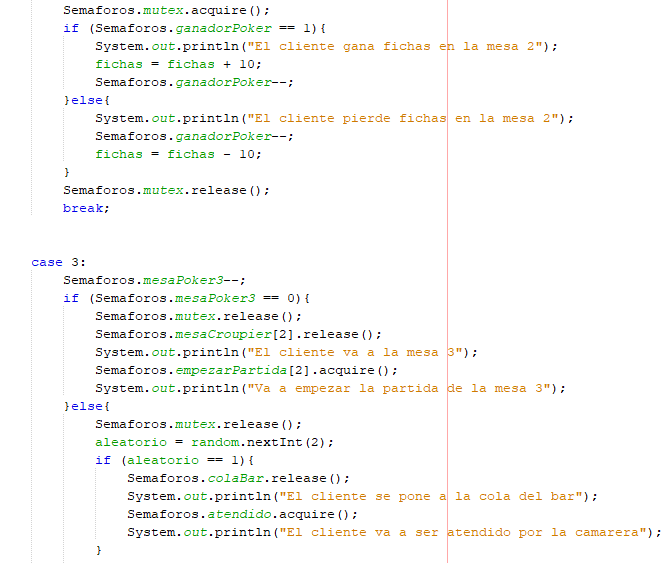 Semaforos.mutex.acquire();
if (Semaforos.ganadorPoker == 1){
System.out.println("El cliente gana fichas en la mesa 2");
fichas = fichas + 10;
Semaforos.ganadorPoker--;
}else{
System.out.println("El cliente pierde fichas en la mesa 2");
Semaforos.ganadorPoker--;
fichas = fichas - 10;
}
Semaforos.mutex.release();
break;
case 3:
Semaforos.mesaPoker3--;
if (Semaforos.mesaPoker3 == 0){
Semaforos.mutex.release();
Semaforos.mesaCroupier[2].release();
System.out.println("El cliente va a la mesa 3");
Semaforos.empezarPartida[2].acquire();
System.out.println("Va a empezar la partida de la mesa 3");
}else{
Semaforos.mutex.release();
aleatorio = random.nextInt(2);
if (aleatorio == 1){
Semaforos.colaBar.release();
System.out.println("El cliente se pone a la cola del bar");
Semaforos.atendido.acquire();
System.out.println("El cliente va a ser atendido por la camarera");
}